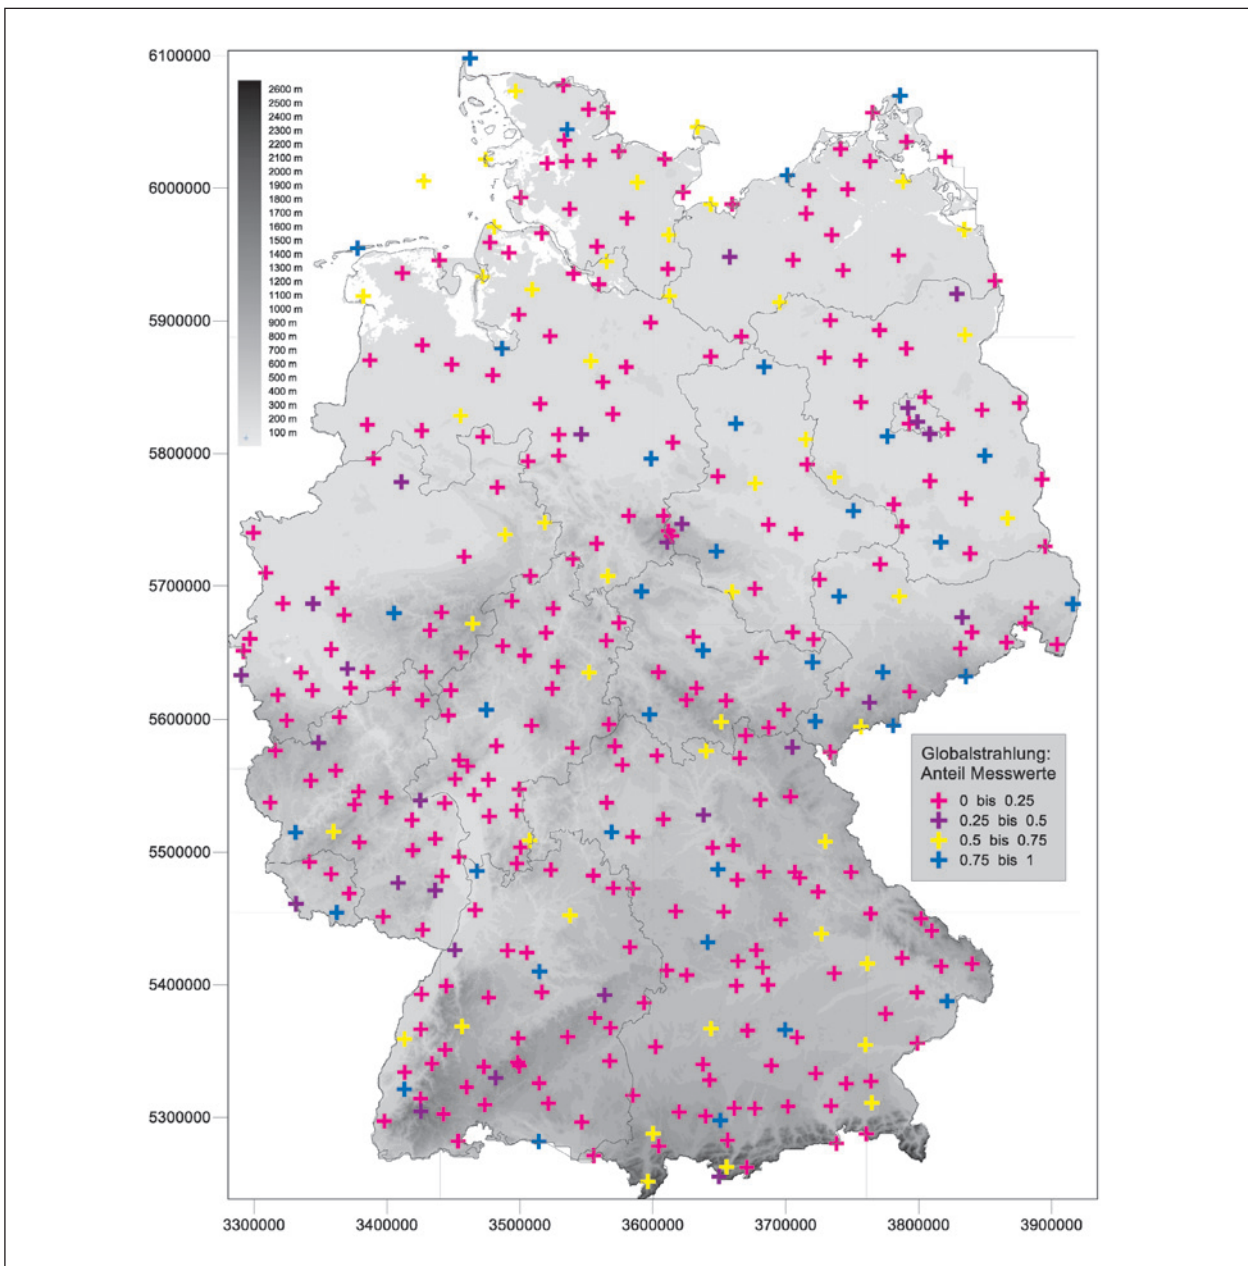 6100000
6000000
5900000
5800000
5700000
5600000
5500000
5400000
5300000
2600 m
2500 m
2400 m
2300 m
2200 m
2100 m
2000 m
1900 m
1800 m
1700 m
1600 m
1500 m
1400 m
1300 m
1200 m
1100 m
1000 m
900 m
800 m
700 m
600 m
500 m
400 m
300 m
200 m
100 m
Globalstrahlung:
Anteil Messwerte
0 bis 0.25
0.25 bis 0.5
0.5 bis 0.75
0.75 bis 1
3300000 3400000 3500000 3600000 3700000 3800000 3900000